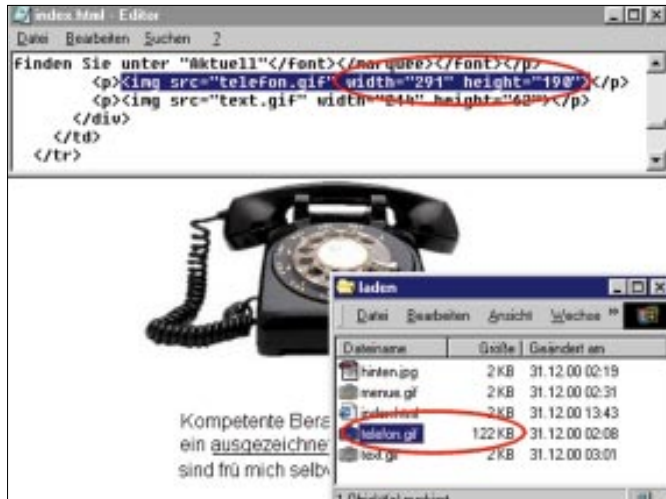 index.html - Editor
Datei Bearbeiten Suchen ?
Finden Sie unter "Aktuell"</font></marquee></font></p>
<p><img src="telefon.gif" width="291" height="190"></p>
<p><img src="text.gif" width="244" height="62"></p>
</div>
</td>
</tr>
Kompetente Bera
ein ausgezeichne
sind frü mich selbv
laden
Datei Bearbeiten Ansicht Wechse »
Dateiname Größe Geändert am
hinten.jpg 2 KB 31.12.00 02:19
menue.gif 2 KB 31.12.00 02:31
index.html 2 KB 31.12.00 13:43
telefon.gif 122 KB 31.12.00 02:08
text.gif 2 KB 31.12.00 03:01
1 Objekt(e) markiert